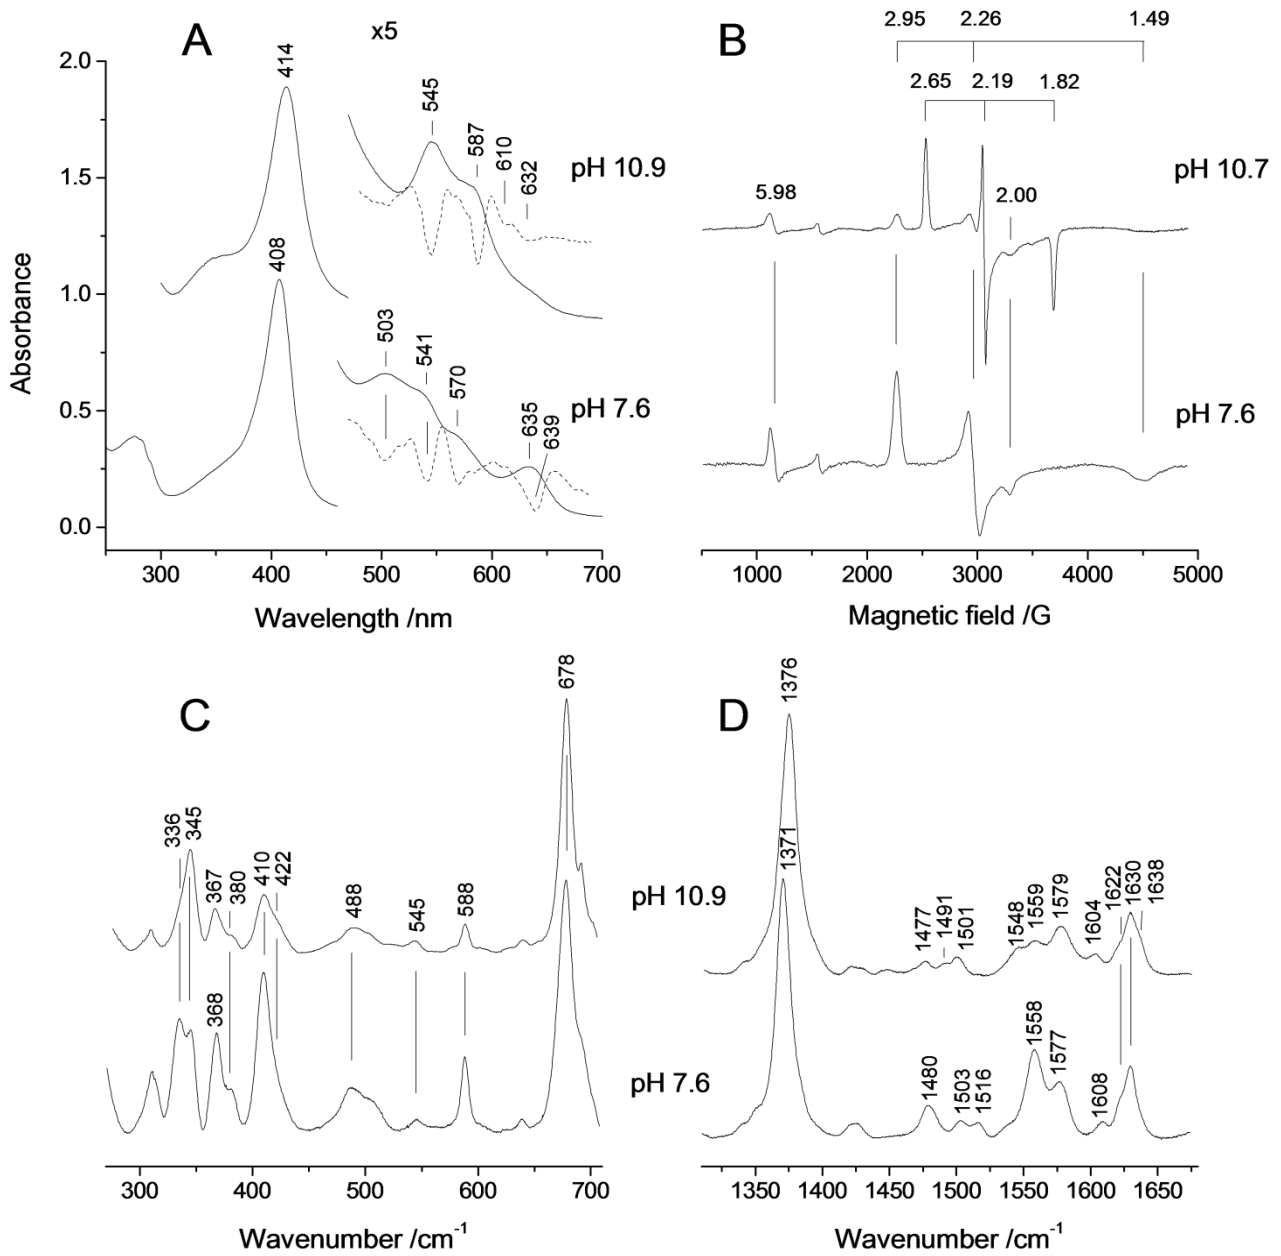 A
x5
414
545
587
610
632
pH 10.9
408
503
541
570
635
639
pH 7.6
2.0
1.5
1.0
0.5
0.0
Absorbance
300 400 500 600 700
Wavelength /nm
B
2.95 2.26 1.49
2.65 2.19 1.82
5.98
2.00
pH 10.7
pH 7.6
1000 2000 3000 4000 5000
Magnetic field /G
C
678
336
345
367
380
410
422
488
545
588
pH 10.9
368
pH 7.6
300 400 500 600 700
Wavenumber /cm-1
D
1376
1371
1477
1491
1501
1548
1559
1579
1604
1622
1630
1638
1480
1503
1516
1558
1577
1608
1350 1400 1450 1500 1550 1600 1650
Wavenumber /cm-1